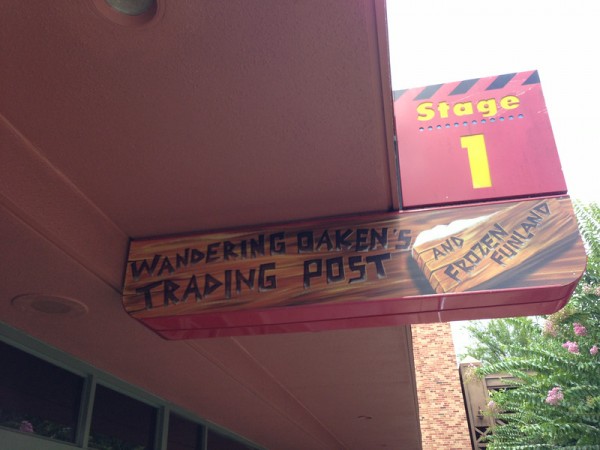 Stage
1
WANDERING OAKEN'S
TRADING POST
AND
FROZEN
FUNLAND